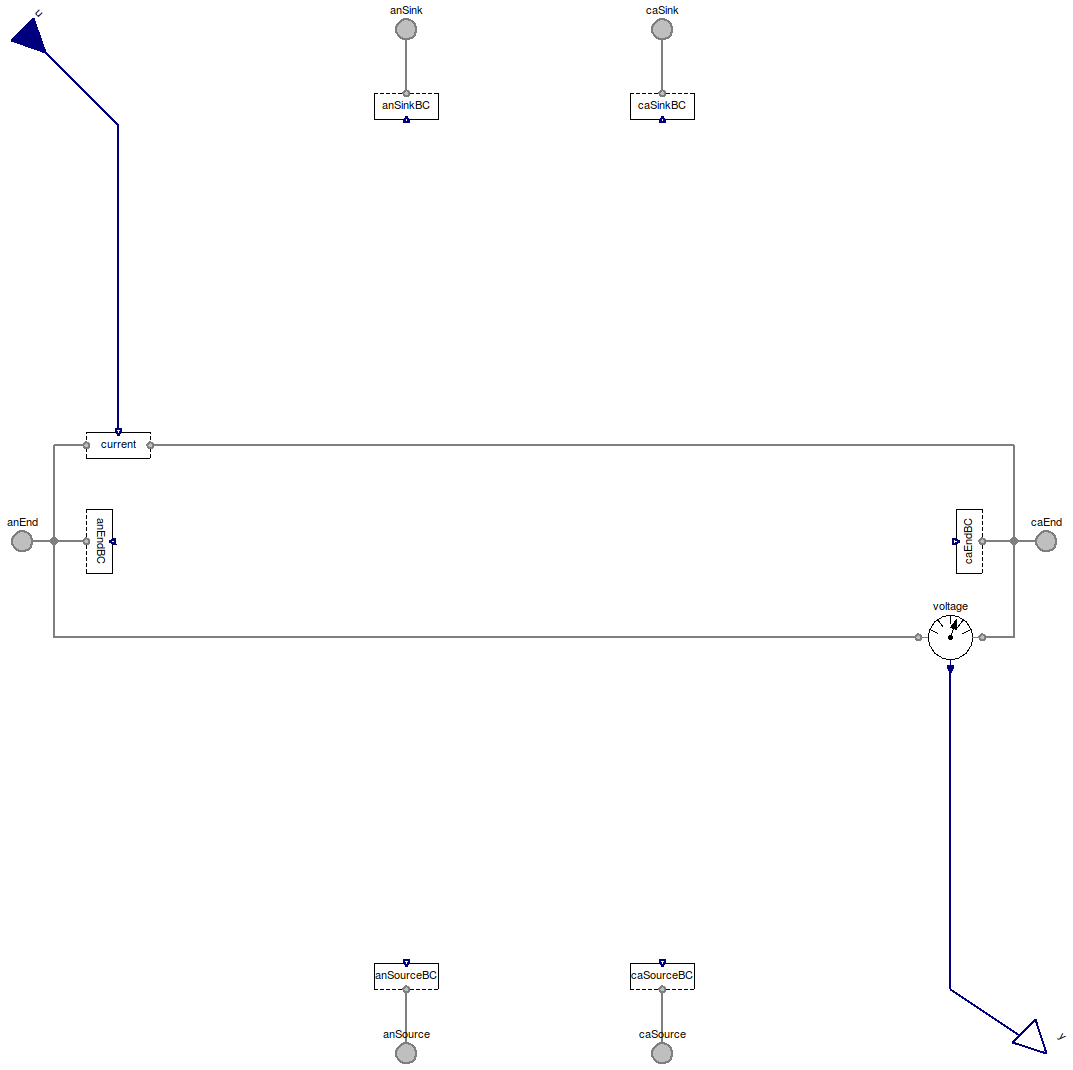 u
anSink
caSink
anSinkBC
caSinkBC
current
anEnd
anEndBC
caEndBC
caEnd
voltage
anSourceBC
caSourceBC
anSource
caSource
y